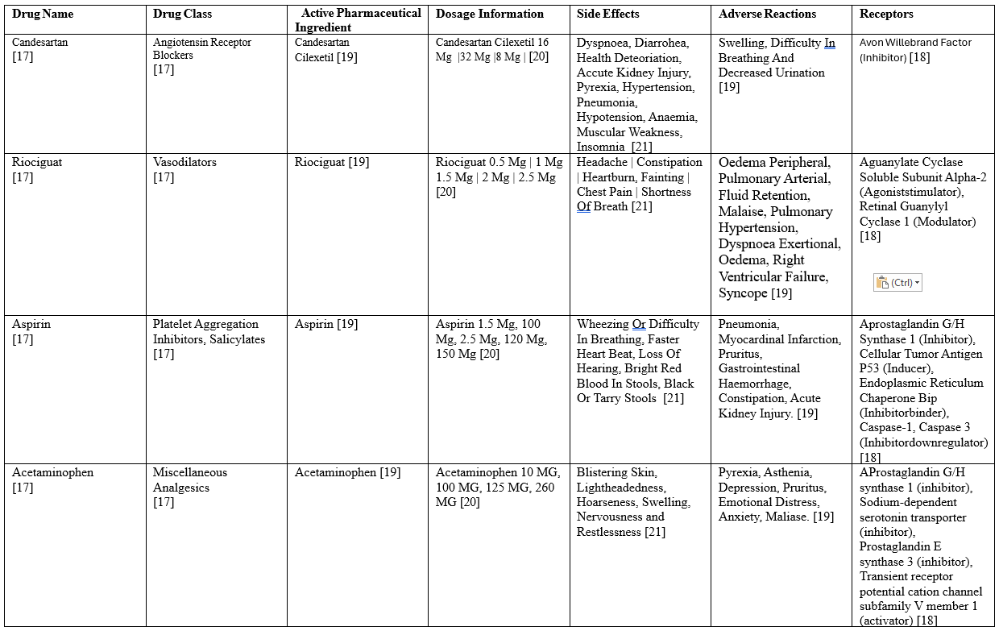 Drug Name
Drug Class
Active Pharmaceutical
Ingredient
Dosage Information
Side Effects
Adverse Reactions
Receptors
Candesartan
[17]
Angiotensin Receptor
Blockers
[17]
Candesartan
Cilexetil [19]
Candesartan Cilexetil 16
Mg |32 Mg |8 Mg | [20]
Dyspnoea, Diarrohea,
Health Deteoriation,
Accute Kidney Injury,
Pyrexia, Hypertension,
Pneumonia,
Hypotension, Anaemia,
Muscular Weakness,
Insomnia [21]
Swelling, Difficulty In
Breathing And
Decreased Urination
[19]
Avon Willebrand Factor
(Inhibitor) [18]
Riociguat
[17]
Vasodilators
[17]
Riociguat [19]
Riociguat 0.5 Mg | 1 Mg
1.5 Mg | 2 Mg | 2.5 Mg
[20]
Headache | Constipation
| Heartburn, Fainting |
Chest Pain | Shortness
Of Breath [21]
Oedema Peripheral,
Pulmonary Arterial,
Fluid Retention,
Malaise, Pulmonary
Hypertension,
Dyspnoea Exertional,
Oedema, Right
Ventricular Failure,
Syncope [19]
Aguanylate Cyclase
Soluble Subunit Alpha-2
(Agoniststimulator),
Retinal Guanylyl
Cyclase 1 (Modulator)
[18]
(Ctrl)
Aspirin
[17]
Platelet Aggregation
Inhibitors, Salicylates
[17]
Aspirin [19]
Aspirin 1.5 Mg, 100
Mg, 2.5 Mg, 120 Mg,
150 Mg [20]
Wheezing Or Difficulty
In Breathing, Faster
Heart Beat, Loss Of
Hearing, Bright Red
Blood In Stools, Black
Or Tarry Stools [21]
Pneumonia,
Myocardinal Infarction,
Pruritus,
Gastrointestinal
Haemorrhage,
Constipation, Acute
Kidney Injury. [19]
Aprostaglandin G/H
Synthase 1 (Inhibitor),
Cellular Tumor Antigen
P53 (Inducer),
Endoplasmic Reticulum
Chaperone Bip
(Inhibitorbinder),
Caspase-1, Caspase 3
(Inhibitordownregulator)
[18]
Acetaminophen
[17]
Miscellaneous
Analgesics
[17]
Acetaminophen [19]
Acetaminophen 10 MG,
100 MG, 125 MG, 260
MG [20]
Blistering Skin,
Lightheadedness,
Hoarseness, Swelling,
Nervousness and
Restlessness [21]
Pyrexia, Asthenia,
Depression, Pruritus,
Emotional Distress,
Anxiety, Maliase. [19]
AProstaglandin G/H
synthase 1 (inhibitor),
Sodium-dependent
serotonin transporter
(inhibitor),
Prostaglandin E
synthase 3 (inhibitor),
Transient receptor
potential cation channel
subfamily V member 1
(activator) [18]